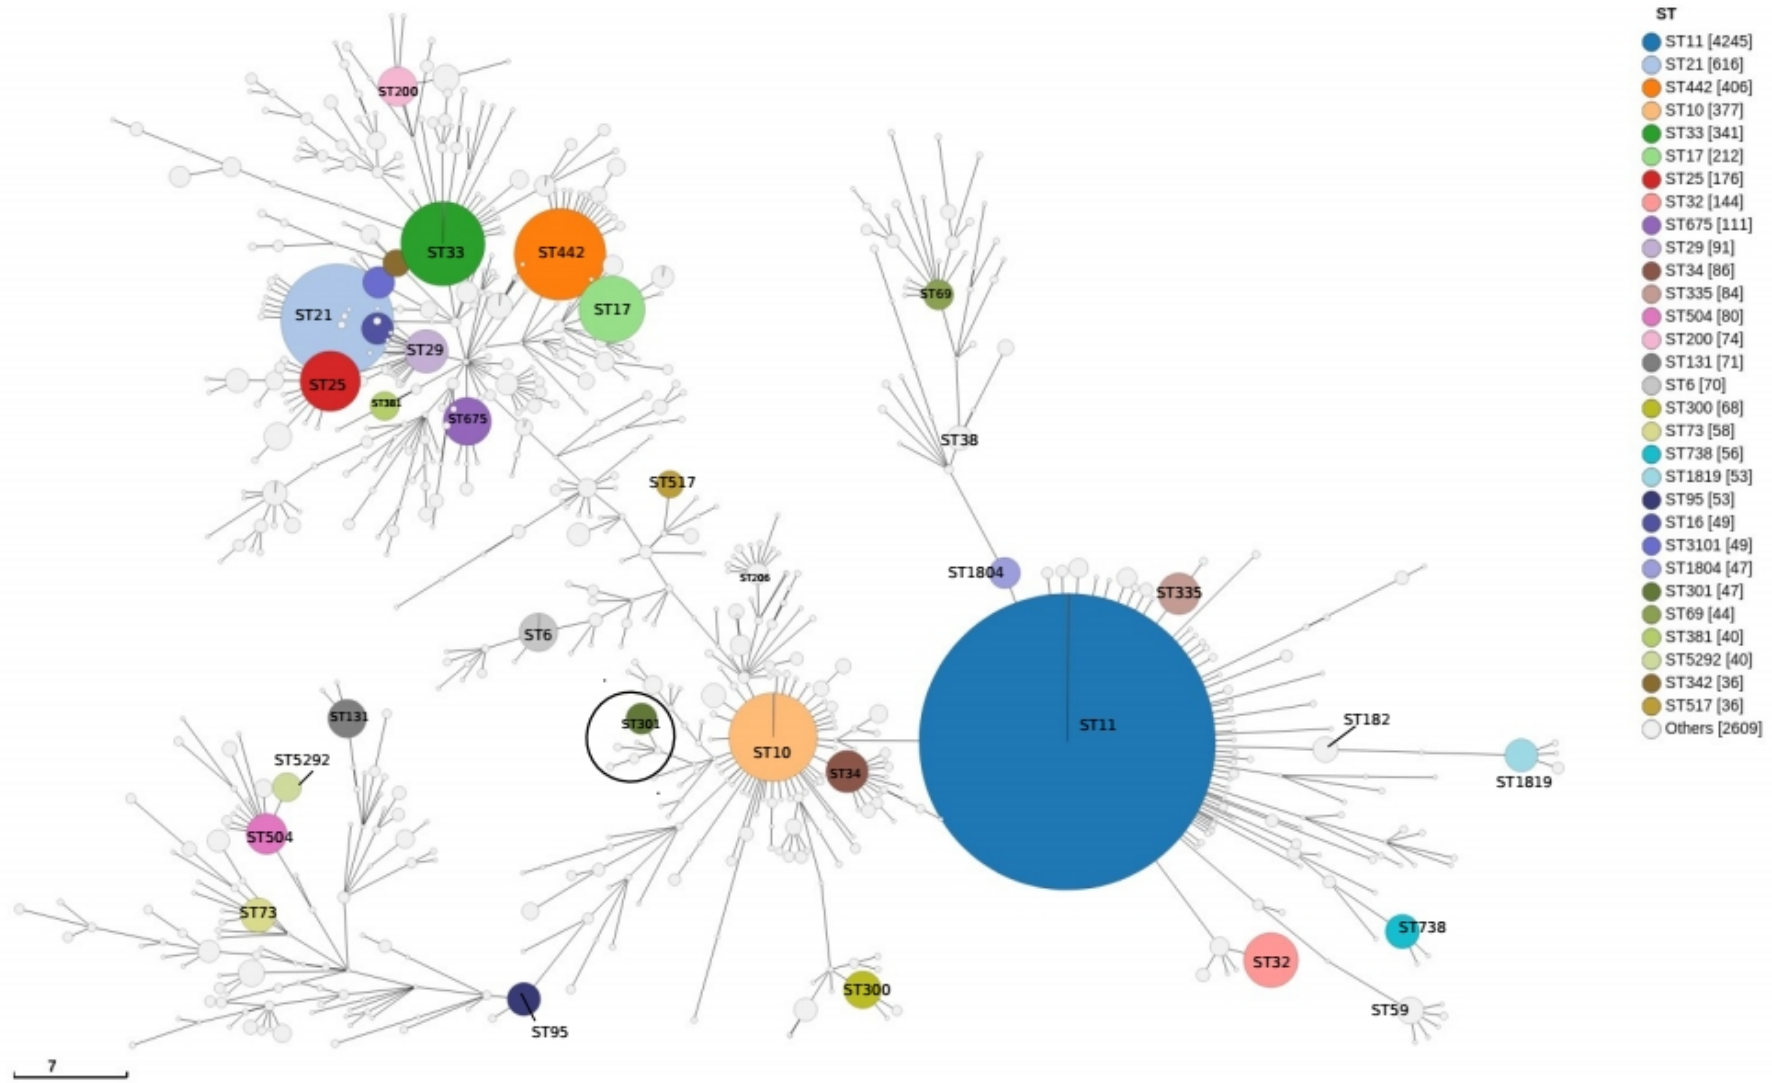 ST
ST11 [4245]
ST21 [616]
ST442 [406]
ST10 [377]
ST33 [341]
ST17 [212]
ST25 [176]
ST32 [144]
ST675 [111]
ST29 [91]
ST34 [86]
ST335 [84]
ST504 [80]
ST200 [74]
ST131 [71]
ST6 [70]
ST300 [68]
ST73 [58]
ST738 [56]
ST1819 [53]
ST95 [53]
ST16 [49]
ST3101 [49]
ST1804 [47]
ST301 [47]
ST69 [44]
ST381 [40]
ST5292 [40]
ST342 [36]
ST517 [36]
Others [2609]
ST200
ST33
ST442
ST17
ST21
ST29
ST25
ST381
ST675
ST69
ST38
ST517
ST206
ST1804
ST335
ST6
ST301
ST131
ST10
ST11
ST182
ST34
ST5292
ST1819
ST504
ST73
ST738
ST32
ST300
ST59
ST95
7